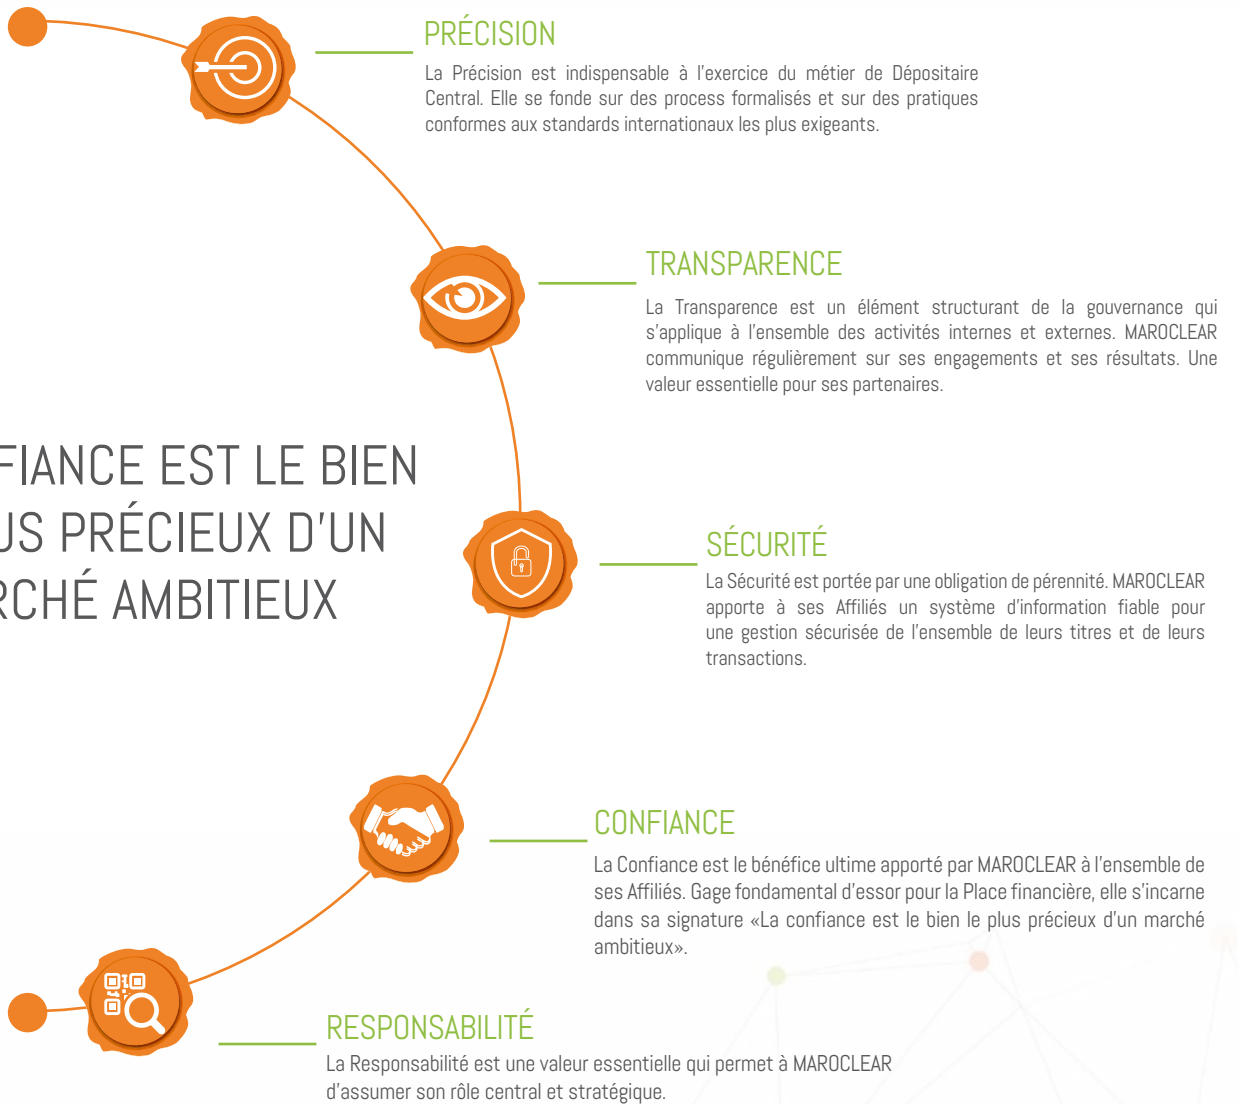 PRÉCISION
La Précision est indispensable à l'exercice du métier de Dépositaire
Central. Elle se fonde sur des process formalisés et sur des pratiques
conformes aux standards internationaux les plus exigeants.
TRANSPARENCE
La Transparence est un élément structurant de la gouvernance qui
s'applique à l'ensemble des activités internes et externes. MAROCLEAR
communique régulièrement sur ses engagements et ses résultats. Une
valeur essentielle pour ses partenaires.
FIANCE EST LE BIEN
US PRÉCIEUX D'UN
RCHÉ AMBITIEUX
SÉCURITÉ
La Sécurité est portée par une obligation de pérennité. MAROCLEAR
apporte à ses Affiliés un système d'information fiable pour
une gestion sécurisée de l'ensemble de leurs titres et de leurs
transactions.
CONFIANCE
La Confiance est le bénéfice ultime apporté par MAROCLEAR à l'ensemble de
ses Affiliés. Gage fondamental d'essor pour la Place financière, elle s'incarne
dans sa signature «La confiance est le bien le plus précieux d'un marché
ambitieux».
RESPONSABILITÉ
La Responsabilité est une valeur essentielle qui permet à MAROCLEAR
d'assumer son rôle central et stratégique.